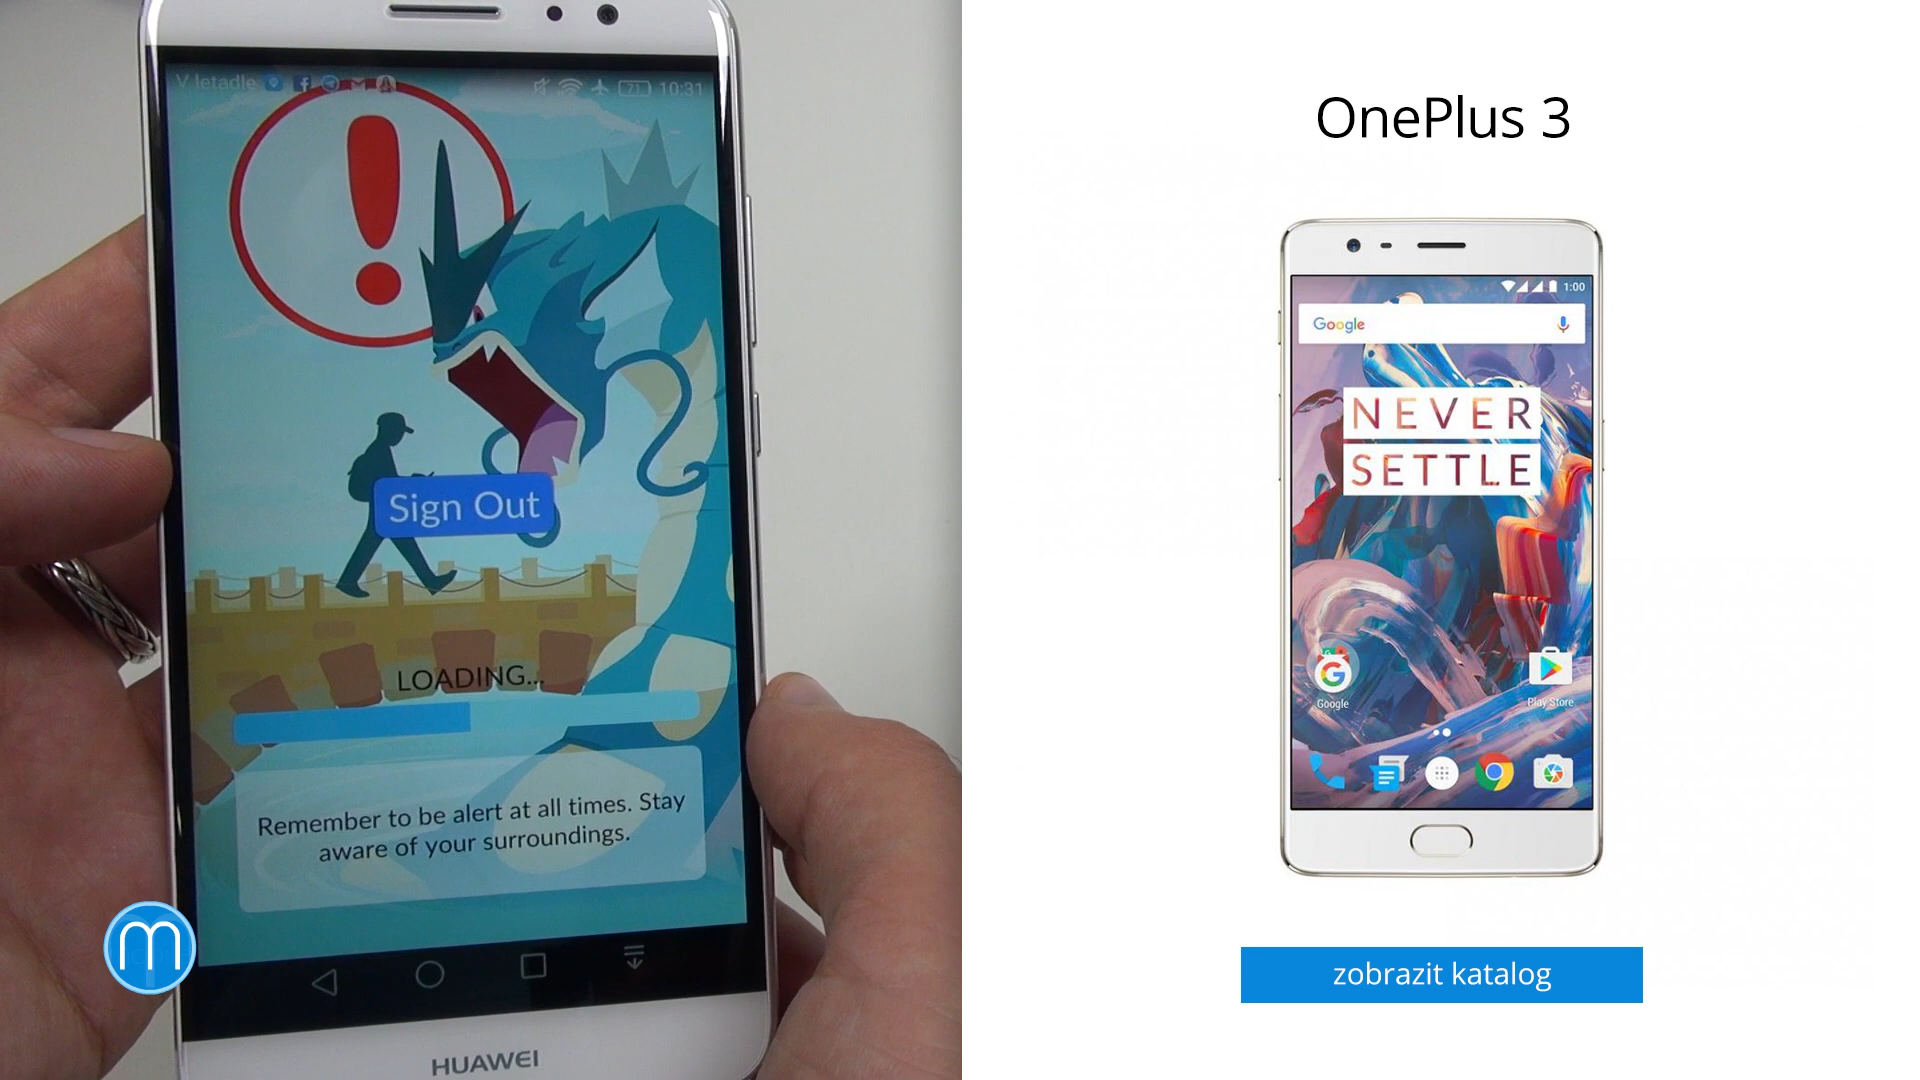 V letadle
71
10:31
Sign Out
LOADING...
Remember to be alert at all times. Stay
aware of your surroundings.
HUAWEI
m
OnePlus 3
1:00
Google
NEVER
SETTLE
Google
Play Store
zobrazit katalog